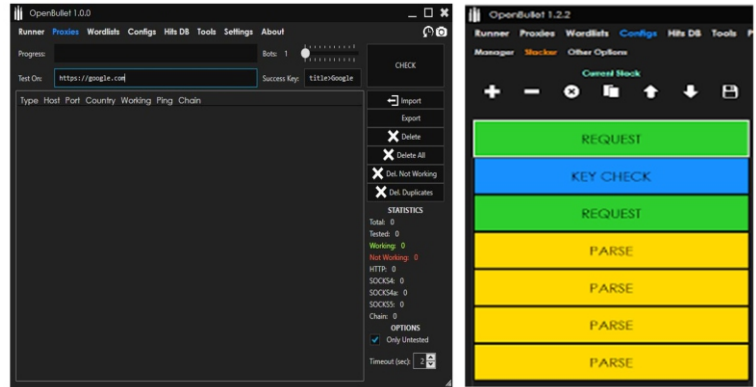 OpenBullet 1.0.0
Runner Proxies Wordlists Configs Hits DB Tools Settings About
Progress:
Bots: 1
CHECK
Test On: https://google.com
Success Key: title>Google
Type Host Port Country Working Ping Chain
Import
Export
Delete
Delete All
Del. Not Working
Del. Duplicates
STATISTICS
Total: 0
Tested: 0
Working: 0
Not Working: 0
HTTP: 0
SOCKS4: 0
SOCKS4a: 0
SOCKS5: 0
Chain: 0
OPTIONS
Only Untested
Timeout (sec): 2
OpenBullet 1.2.2
Runner Proxies Wordlists Configs Hits DB Tools P
Manager Stacker Other Options
Current Stack
REQUEST
KEY CHECK
REQUEST
PARSE
PARSE
PARSE
PARSE